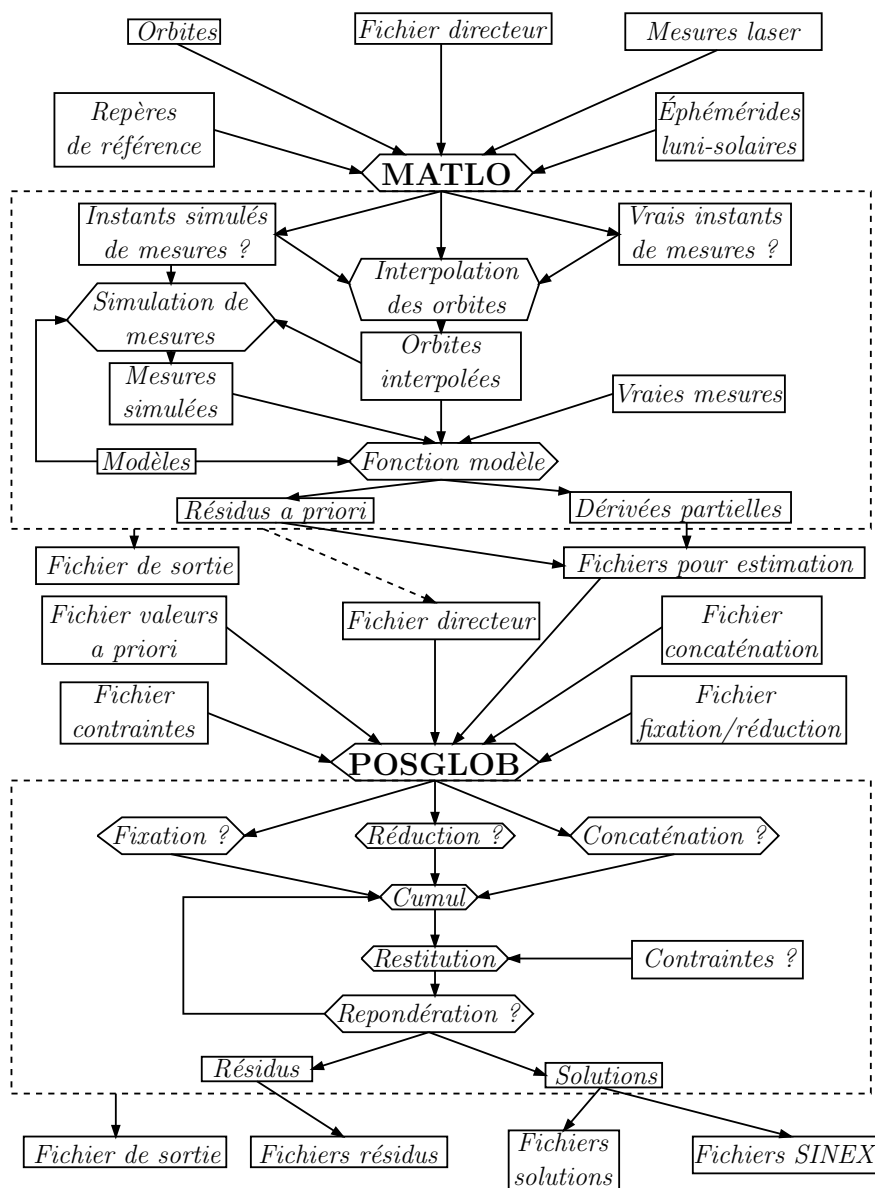 Orbites
Fichier directeur
Mesures laser
Repères
de référence
Éphémérides
luni-solaires
MATLO
Instants simulés
de mesures ?
Vrais instants
de mesures ?
Interpolation
des orbites
Simulation de
mesures
Orbites
interpolées
Mesures
simulées
Vraies mesures
Modèles
Fonction modèle
Résidus a priori
Dérivées partielles
Fichier de sortie
Fichiers pour estimation
Fichier valeurs
a priori
Fichier directeur
Fichier
concaténation
Fichier
contraintes
Fichier
fixation/réduction
POSGLOB
Fixation ?
Réduction ?
Concaténation ?
Cumul
Restitution
Contraintes ?
Repondération ?
Résidus
Solutions
Fichier de sortie
Fichiers résidus
Fichiers
solutions
Fichiers SINEX